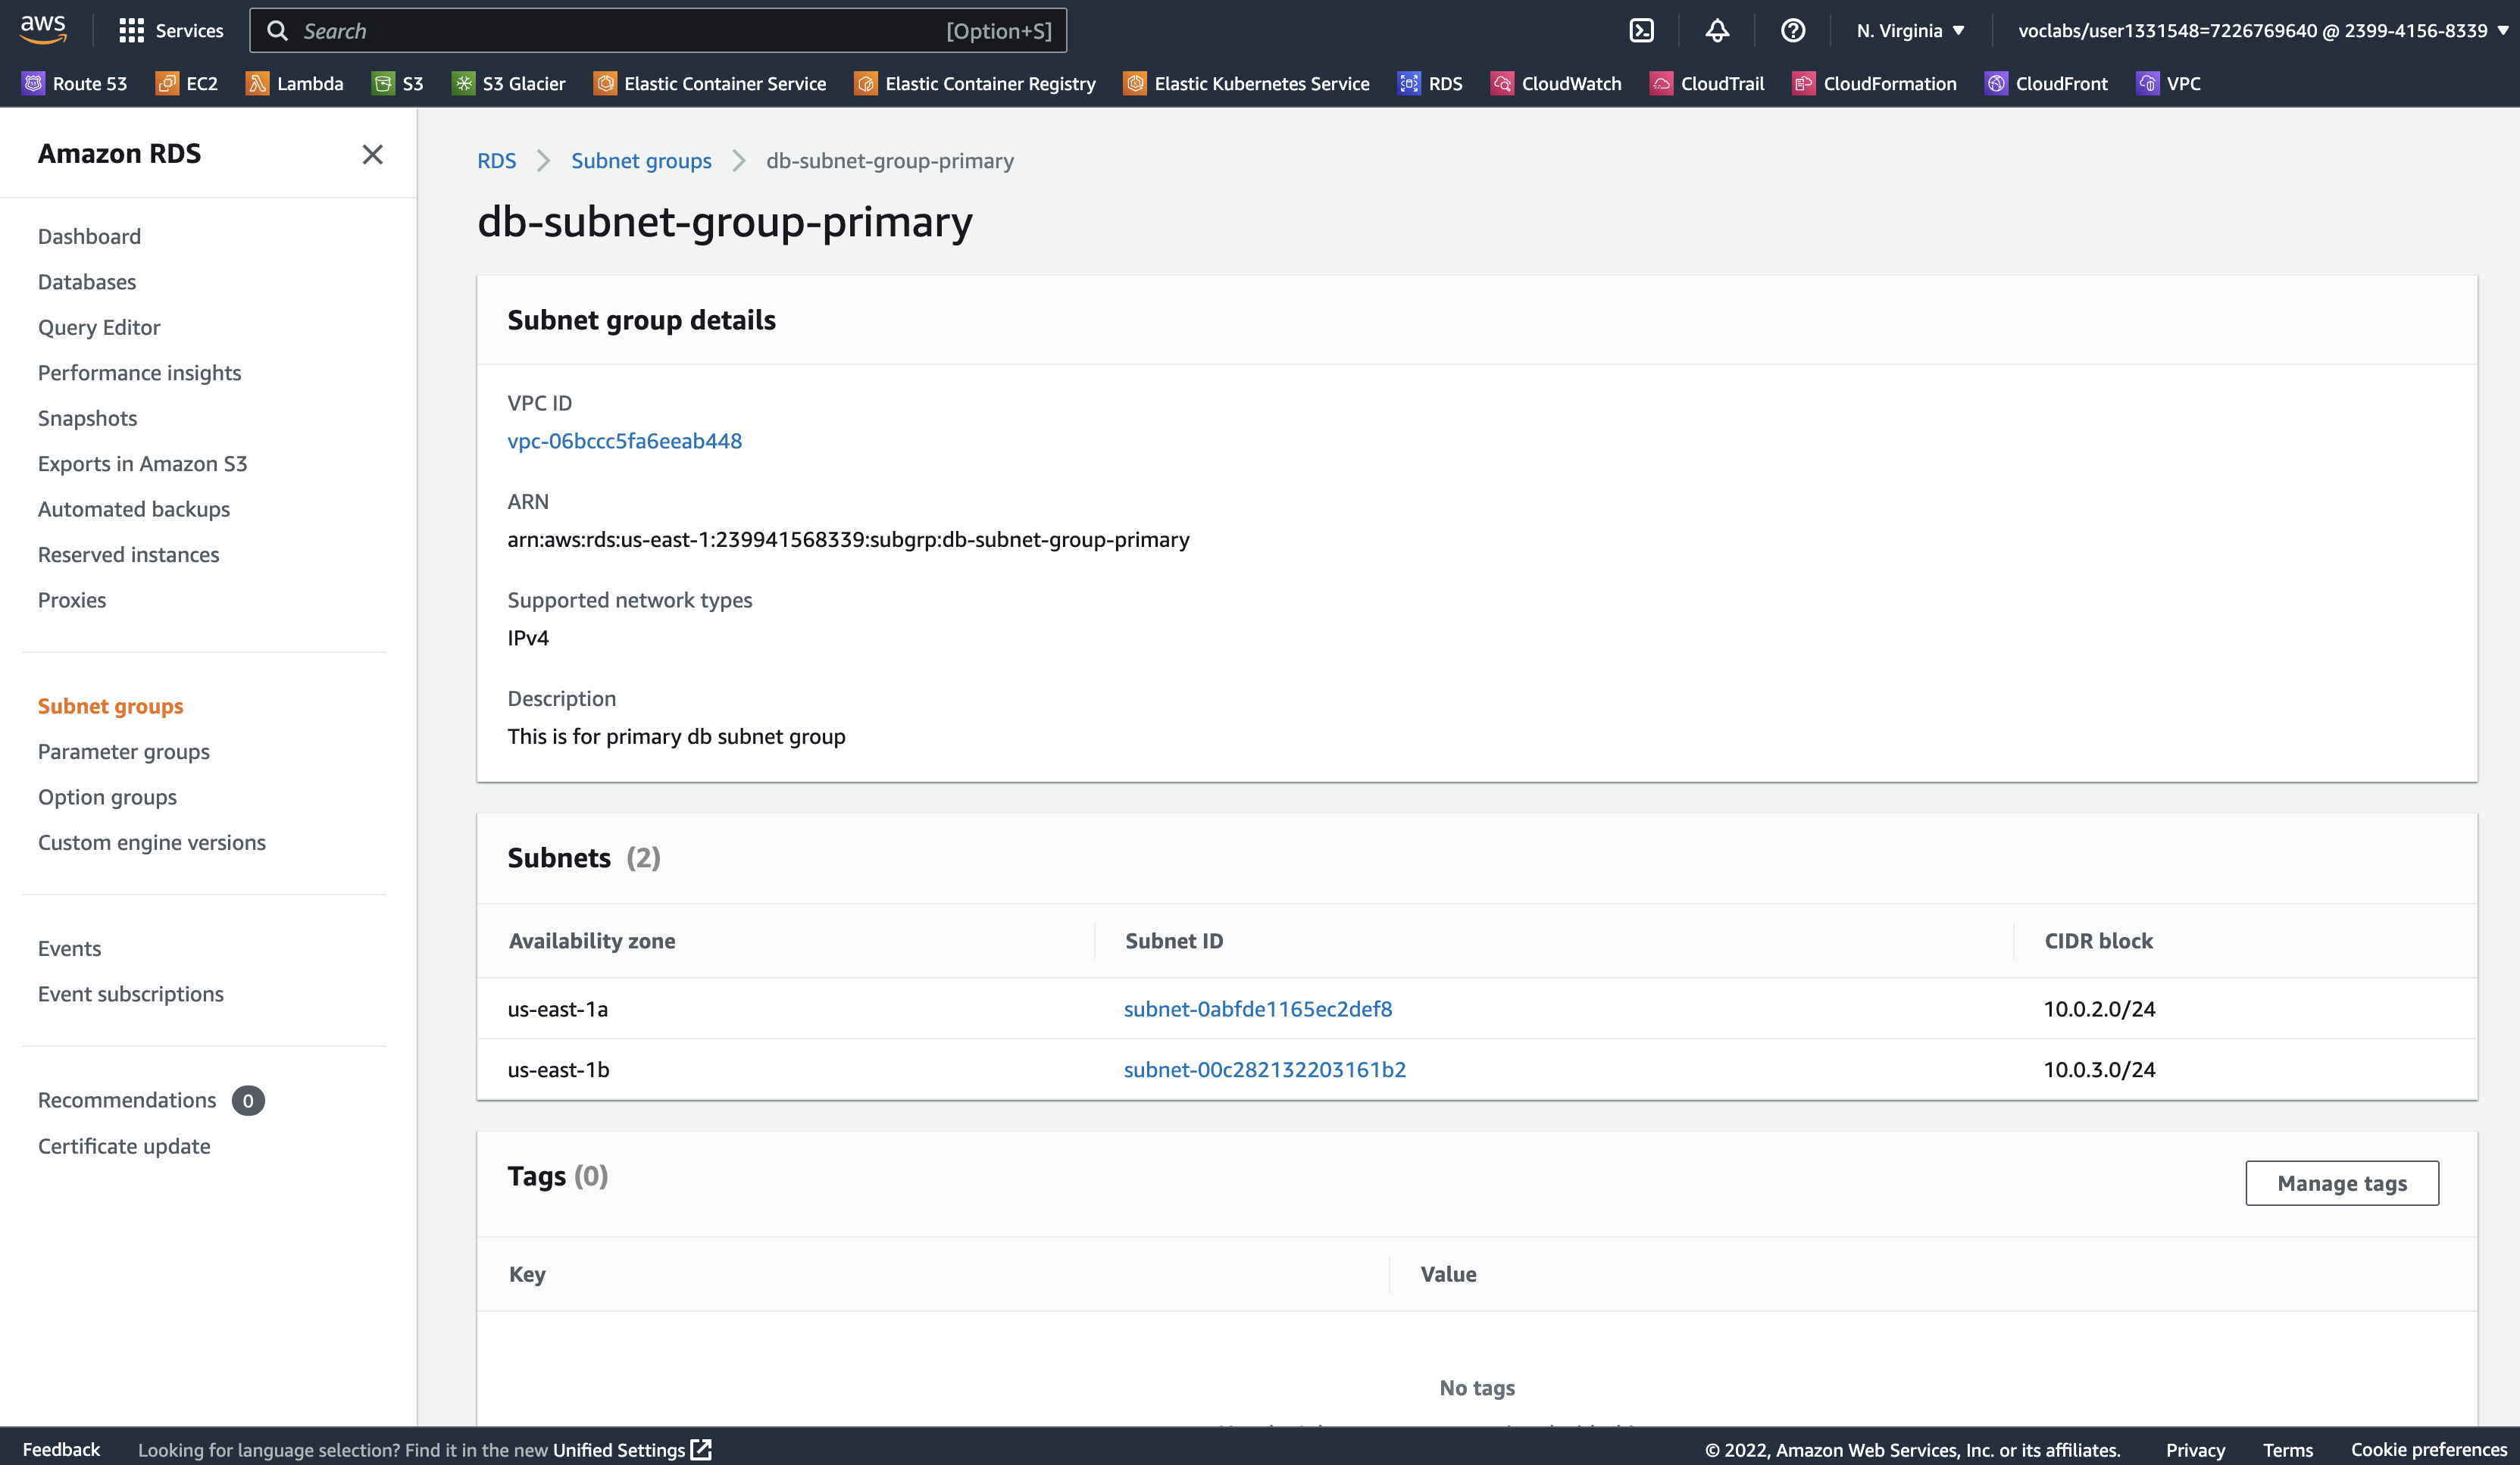 aws
Services
Search [Option+S]
N. Virginia
voclabs/user1331548=7226769640 @ 2399-4156-8339
Route 53 EC2 Lambda S3 S3 Glacier Elastic Container Service Elastic Container Registry Elastic Kubernetes Service RDS CloudWatch CloudTrail CloudFormation CloudFront VPC
Amazon RDS
Dashboard
Databases
Query Editor
Performance insights
Snapshots
Exports in Amazon S3
Automated backups
Reserved instances
Proxies
Subnet groups
Parameter groups
Option groups
Custom engine versions
Events
Event subscriptions
Recommendations 0
Certificate update
RDS Subnet groups db-subnet-group-primary
db-subnet-group-primary
Subnet group details
VPC ID
vpc-06bccc5fa6eeab448
ARN
arn:aws:rds:us-east-1:239941568339:subgrp:db-subnet-group-primary
Supported network types
IPv4
Description
This is for primary db subnet group
Subnets (2)
Availability zone Subnet ID CIDR block
us-east-1a subnet-0abfde1165ec2def8 10.0.2.0/24
us-east-1b subnet-00c282132203161b2 10.0.3.0/24
Tags (0)
Manage tags
Key Value
No tags
Feedback Looking for language selection? Find it in the new Unified Settings
© 2022, Amazon Web Services, Inc. or its affiliates. Privacy Terms Cookie preferences